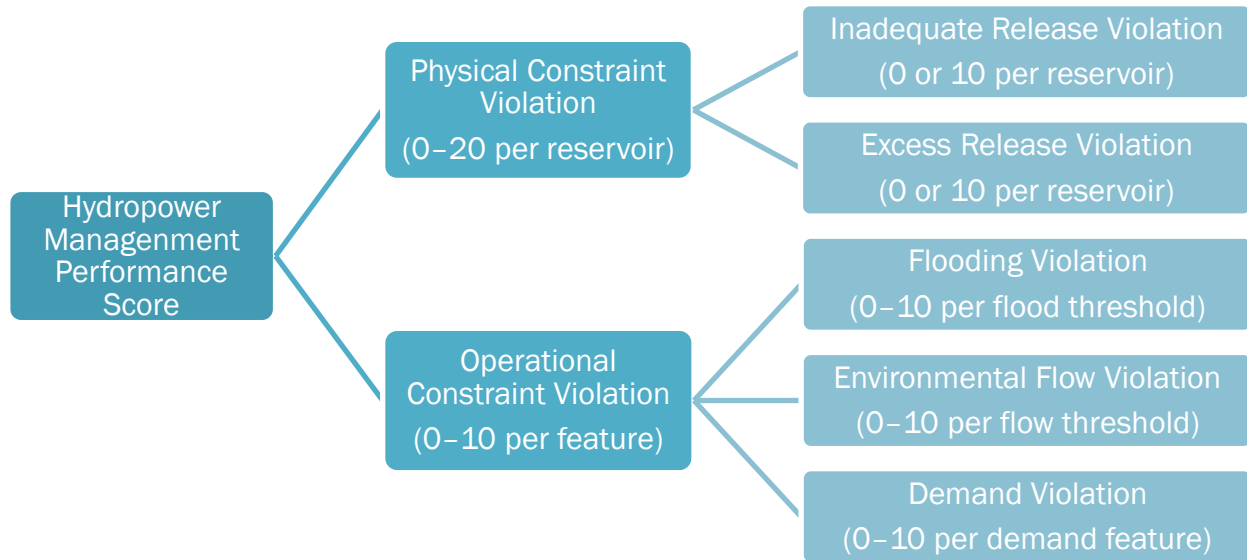 Hydropower
Managenment
Performance
Score
Physical Constraint
Violation
(0–20 per reservoir)
Operational
Constraint Violation
(0–10 per feature)
Inadequate Release Violation
(0 or 10 per reservoir)
Excess Release Violation
(0 or 10 per reservoir)
Flooding Violation
(0–10 per flood threshold)
Environmental Flow Violation
(0–10 per flow threshold)
Demand Violation
(0–10 per demand feature)